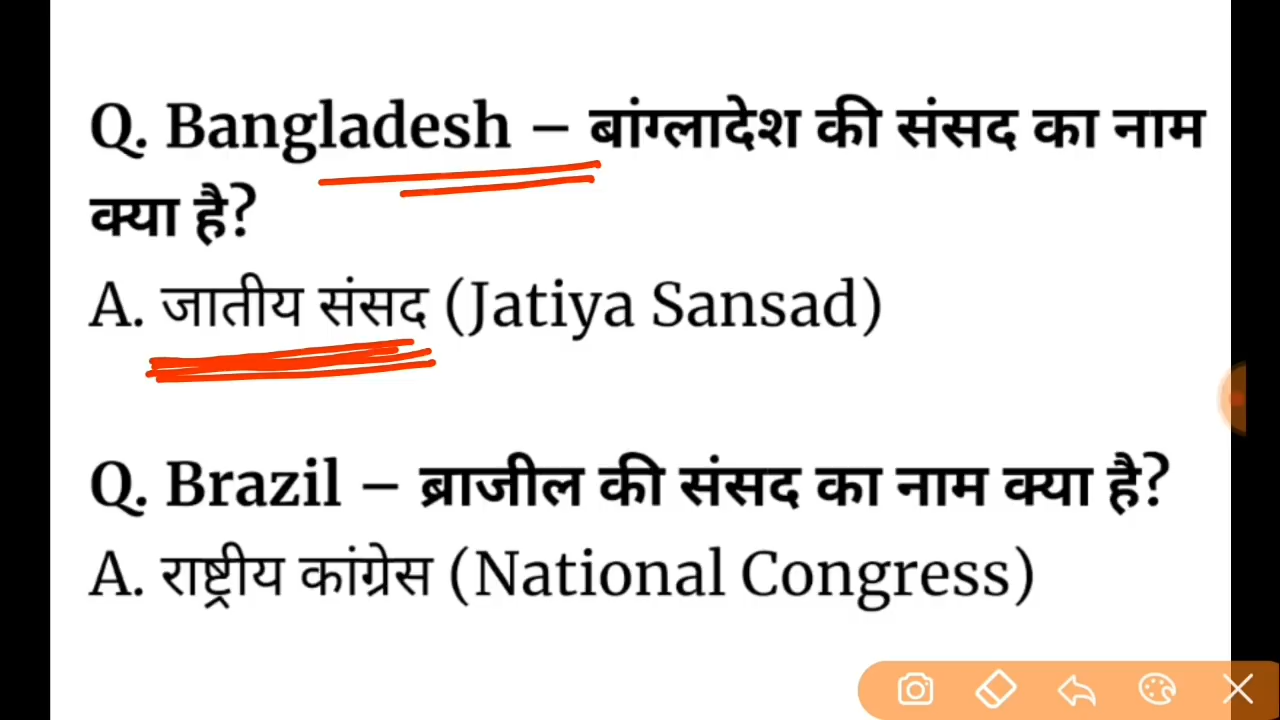 Q. Bangladesh – बांग्लादेश की संसद का नाम
क्या है?
A. जातीय संसद (Jatiya Sansad)
Q. Brazil – ब्राजील की संसद का नाम क्या है?
A. राष्ट्रीय कांग्रेस (National Congress)